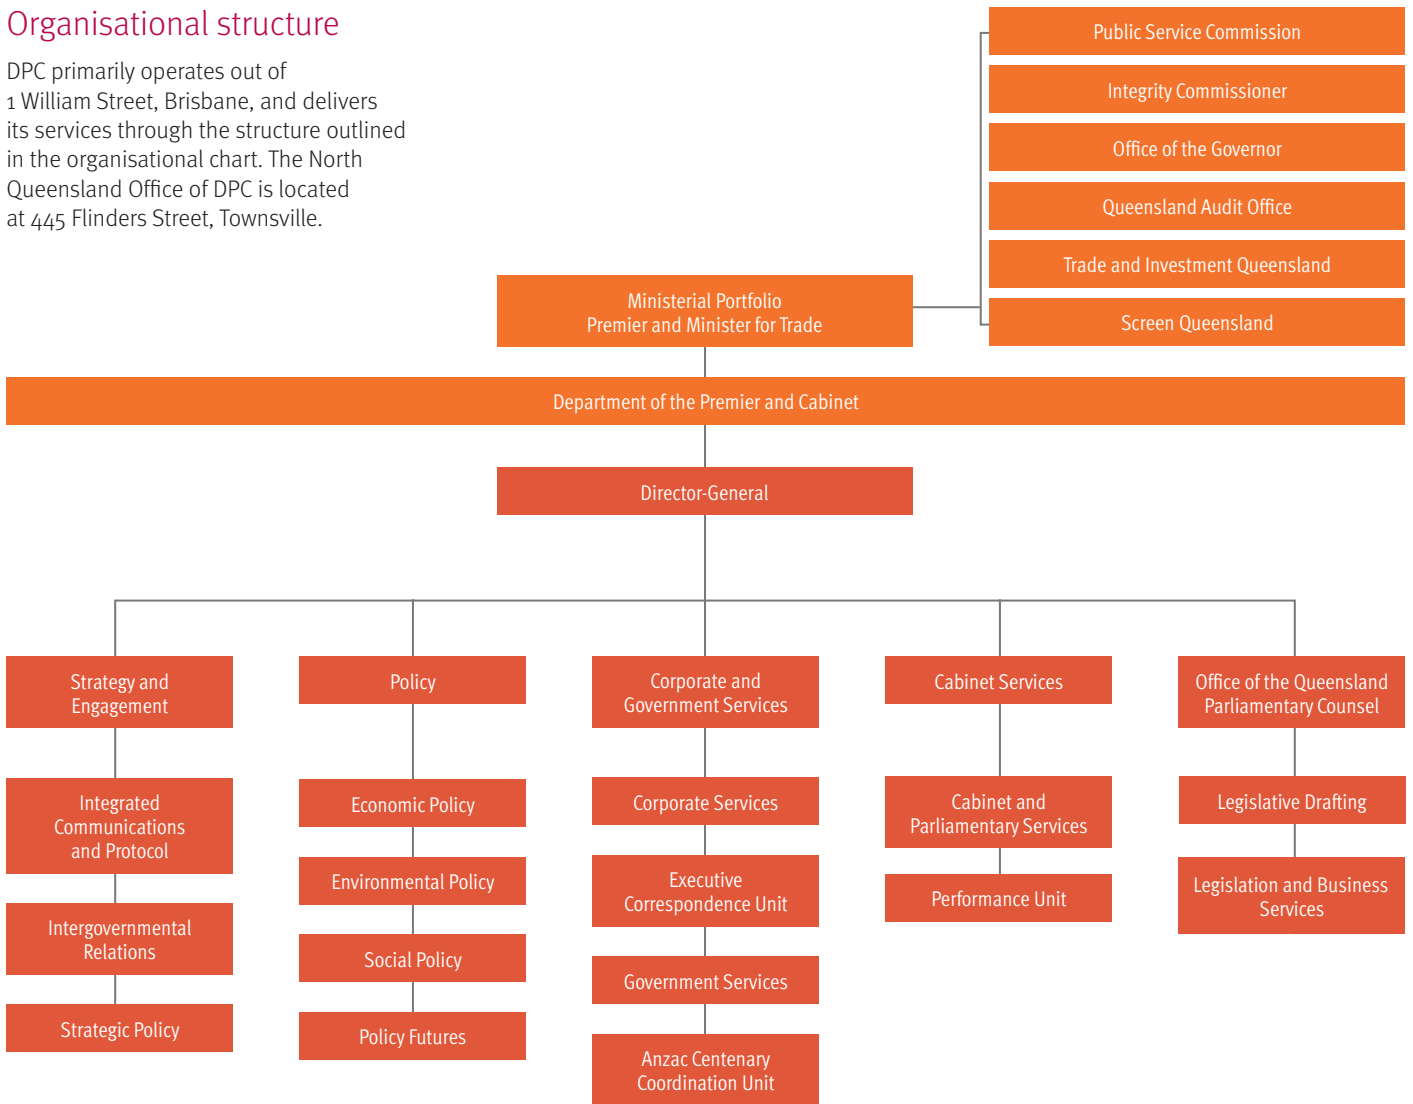 Organisational structure
DPC primarily operates out of
1 William Street, Brisbane, and delivers
its services through the structure outlined
in the organisational chart. The North
Queensland Office of DPC is located
at 445 Flinders Street, Townsville.
Public Service Commission
Integrity Commissioner
Office of the Governor
Queensland Audit Office
Trade and Investment Queensland
Screen Queensland
Ministerial Portfolio
Premier and Minister for Trade
Department of the Premier and Cabinet
Director-General
Strategy and
Engagement
Integrated
Communications
and Protocol
Intergovernmental
Relations
Strategic Policy
Policy
Economic Policy
Environmental Policy
Social Policy
Policy Futures
Corporate and
Government Services
Corporate Services
Executive
Correspondence Unit
Government Services
Anzac Centenary
Coordination Unit
Cabinet Services
Cabinet and
Parliamentary Services
Performance Unit
Office of the Queensland
Parliamentary Counsel
Legislative Drafting
Legislation and Business
Services